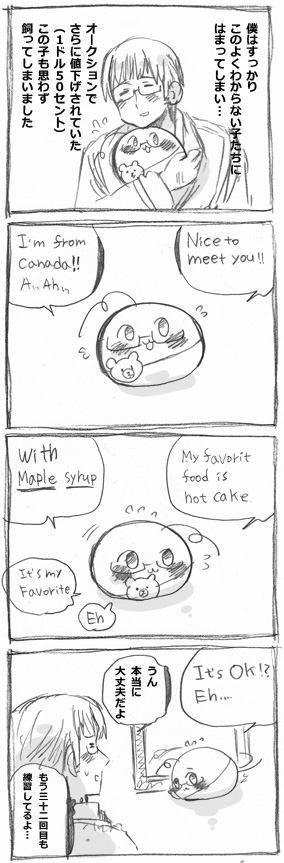 僕はすっかり
このよくわからない子たちに
はまってしまい…
オークションで
さらに値下げされていた
(1ドル50セント)
この子も思わず
飼ってしまいました
Nice to
meet you!!
I'm from
Canada!!
A,, Ah,,
My favorit
food is
hot cake
With
Maple syrup
It's my
Favorite
Eh
It's OK!?
Eh....
うん
本当に
大丈夫だよ
もう三十二回目も
練習してるよ…